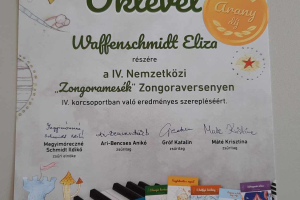 Oklevél
Arany
díj
Waffenschmidt Eliza
részére
a IV. Nemzetközi
„Zongoramesék" Zongoraversenyen
IV. korcsoportban való eredményes szerepléséért.
Megyimóreczné
Schmidt Ildikó
Ari-Bencses Anikó
Gróf Katalin
Máté Krisztina
zsűritag
zsűritag
zsűritag